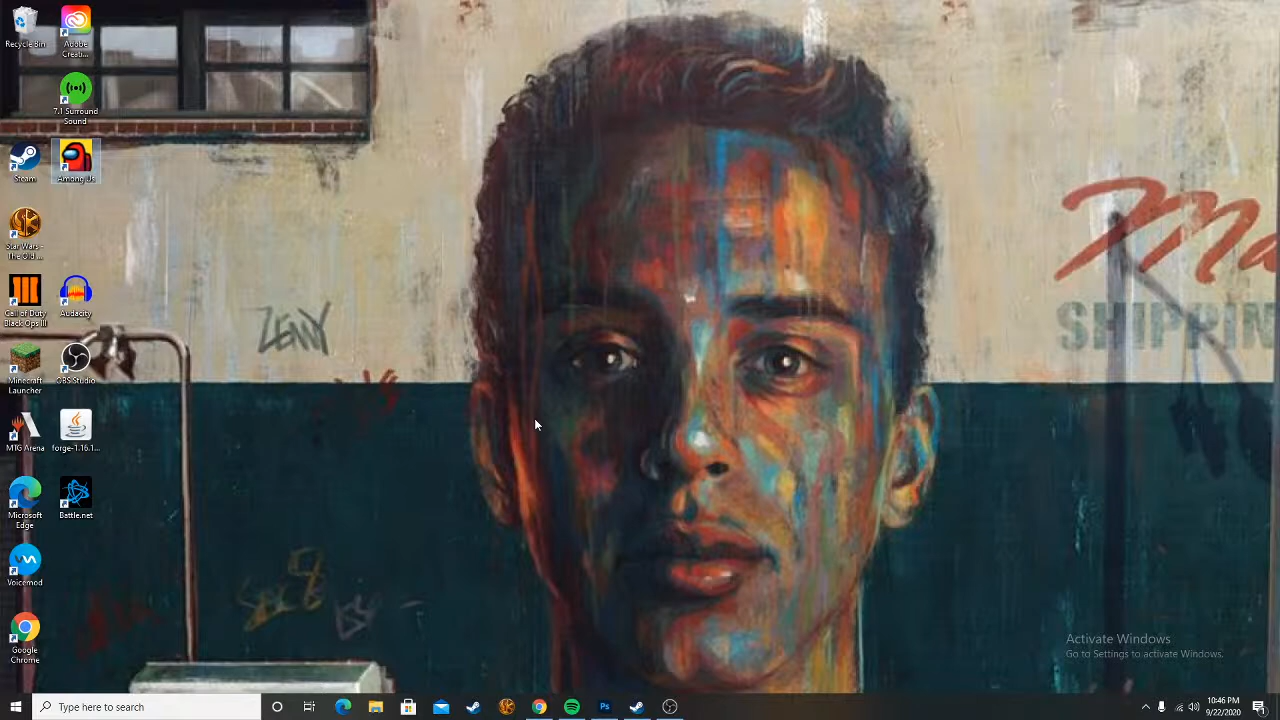 Recycle Bin
Adobe
Creati...
7.1 Surround
Sound
Steam
Among Us
Star Wars -
The Old ...
Call of Duty
Black Ops III
Audacity
Minecraft
Launcher
OBS Studio
MTG Arena
forge-1.16.1...
Microsoft
Edge
Battle.net
Voicemod
Google
Chrome
ZENY
Ma
SHIPPIN
Activate Windows
Go to Settings to activate Windows.
Type here to search
Ps
10:46 PM
9/22/2020